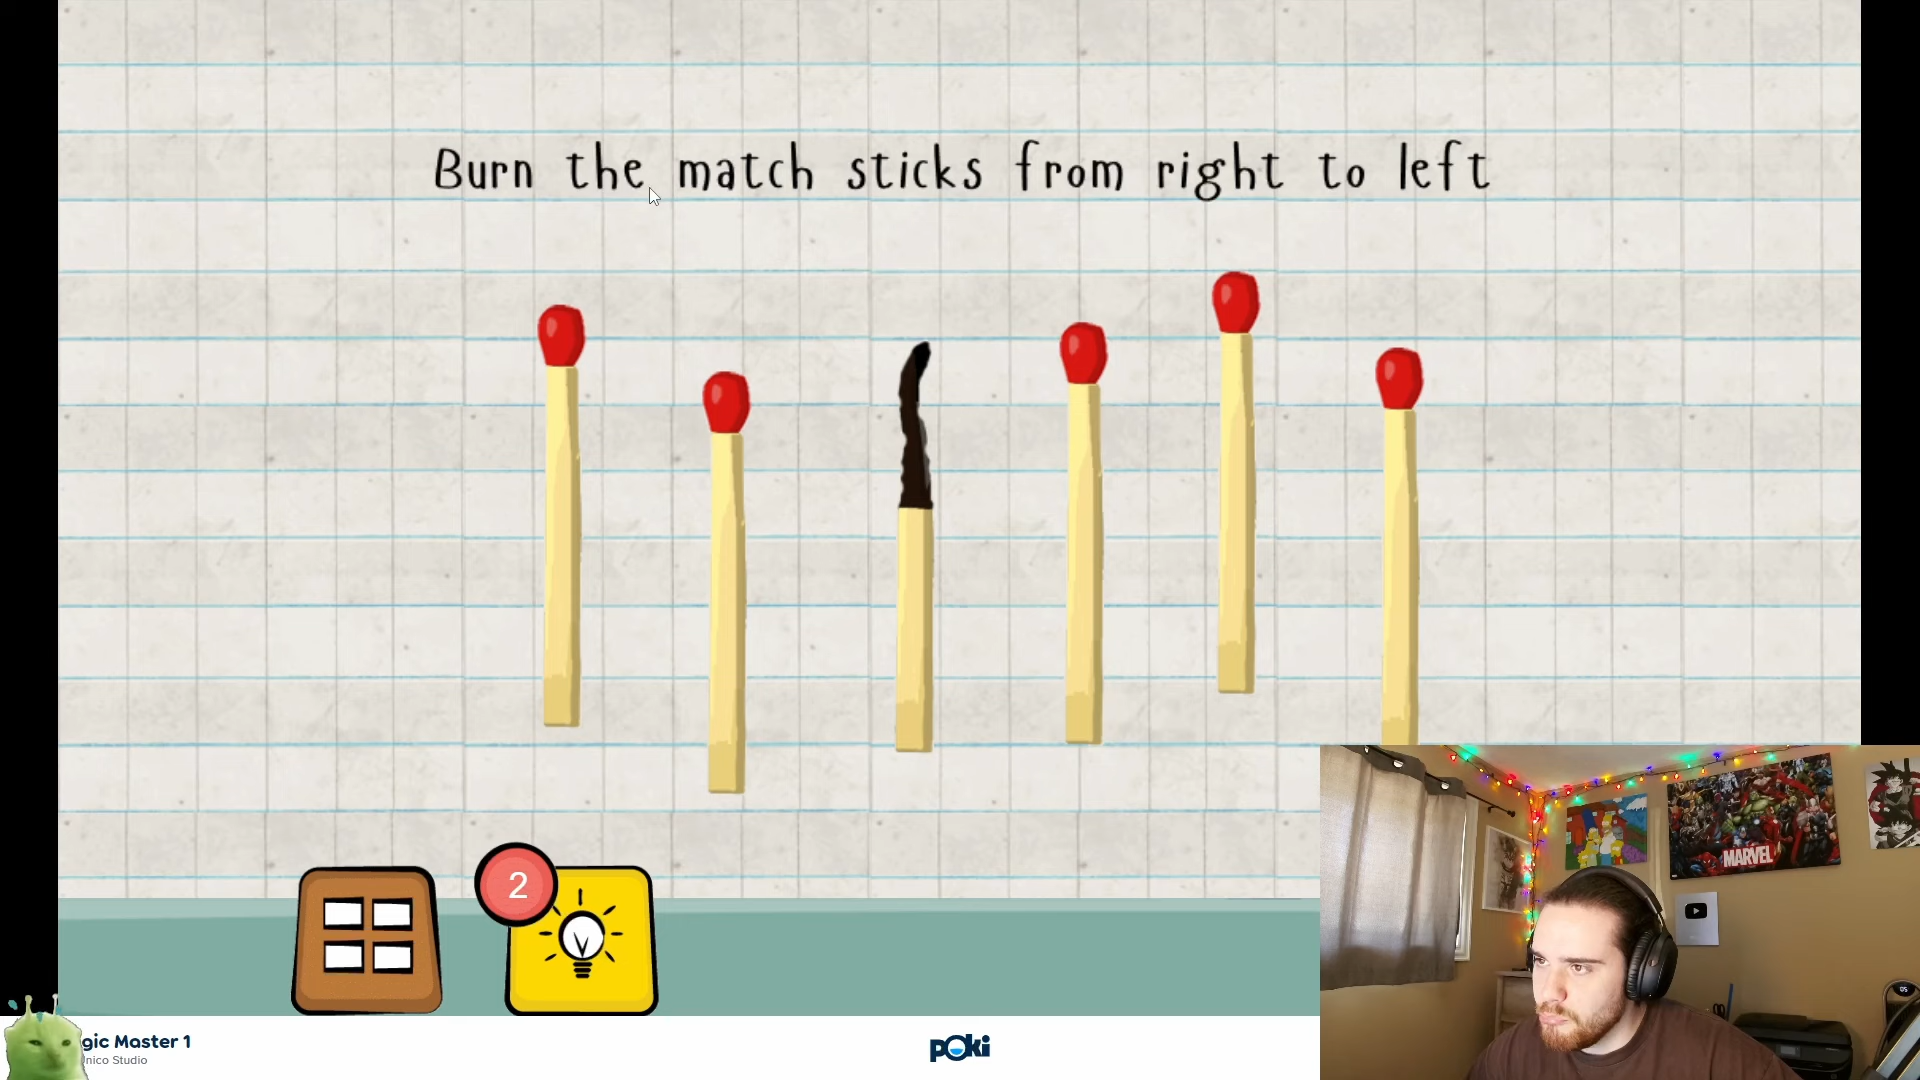 Burn the match sticks from right to left
2
MARVEL
gic Master 1
nico Studio
poki